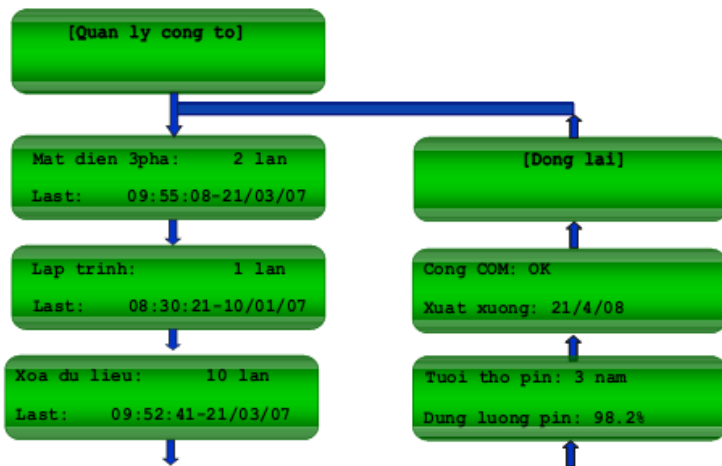 [Quan ly cong to]
Mat dien 3pha: 2 lan
Last: 09:55:08-21/03/07
Lap trinh: 1 lan
Last: 08:30:21-10/01/07
Xoa du lieu: 10 lan
Last: 09:52:41-21/03/07
[Dong lai]
Cong COM: OK
Xuat xuong: 21/4/08
Tuoi tho pin: 3 nam
Dung luong pin: 98.2%